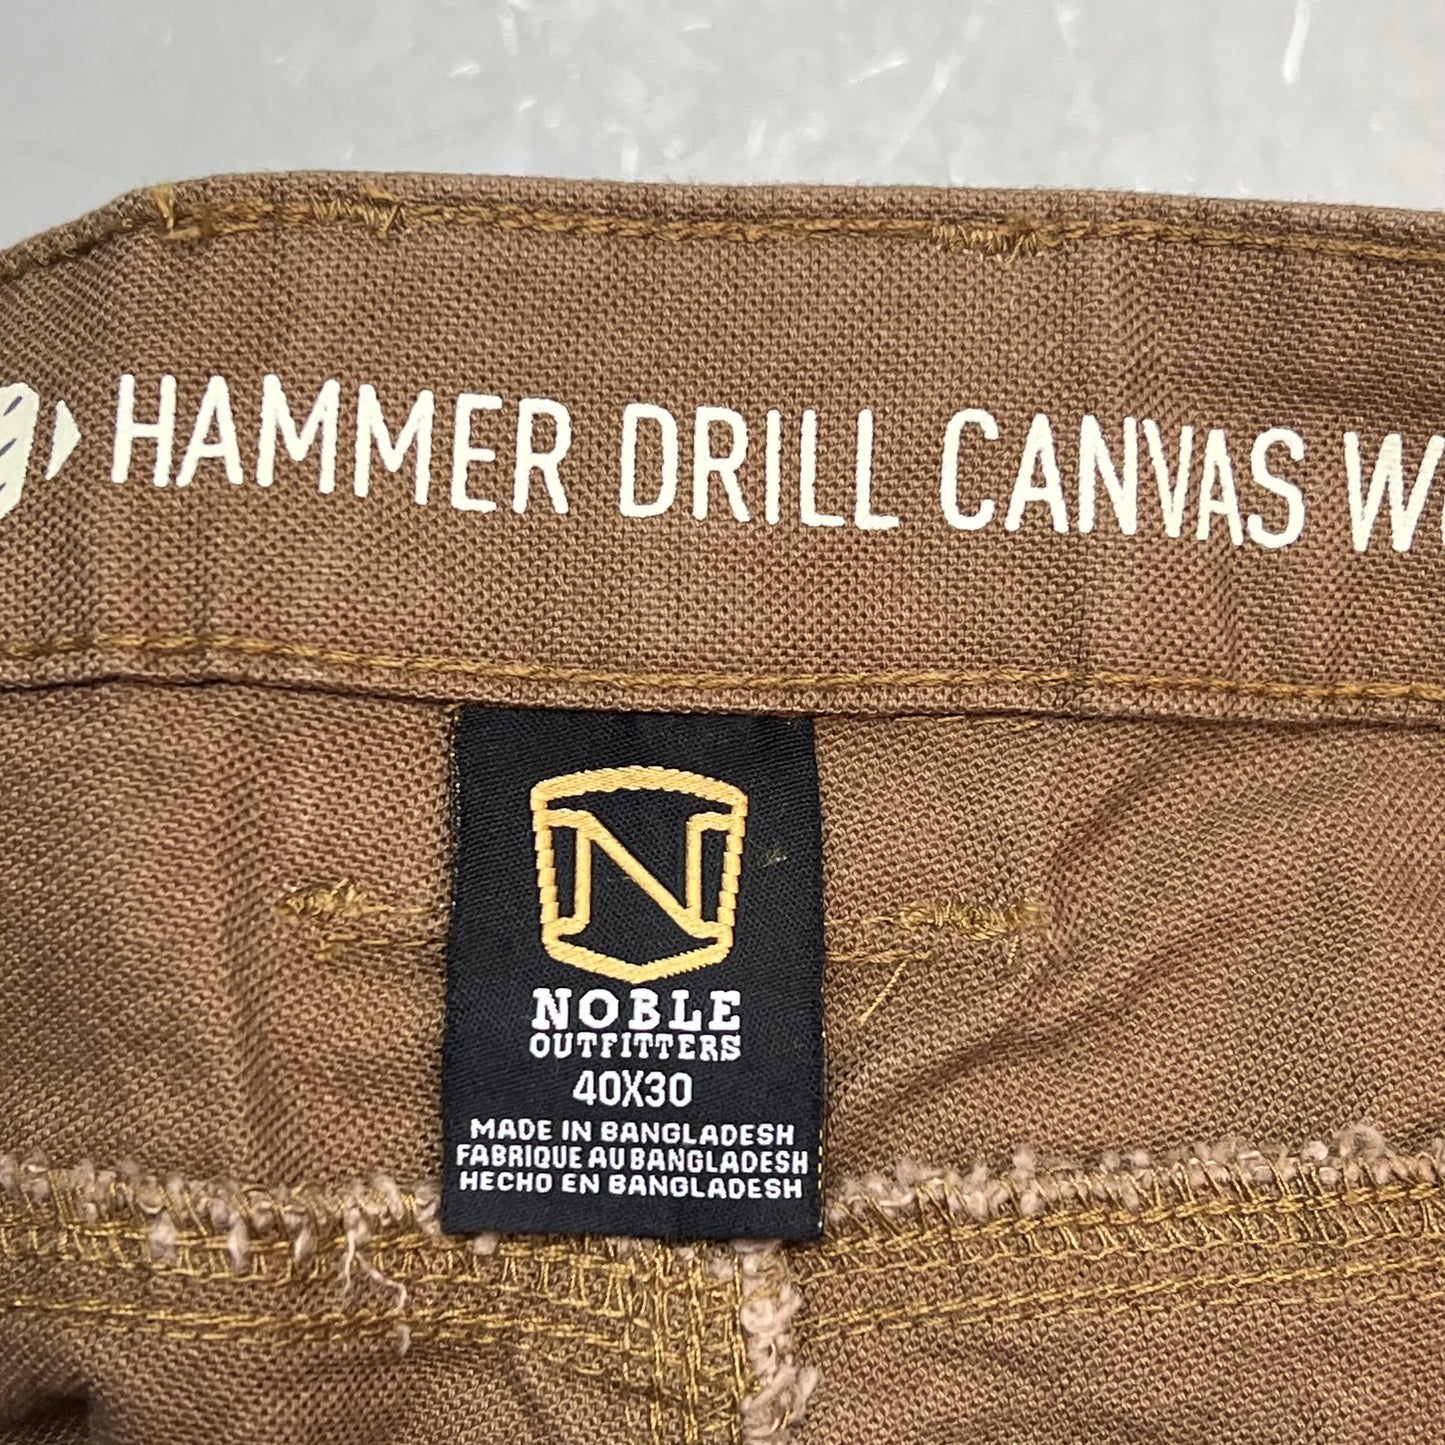 HAMMER DRILL CANVAS
N
NOBLE
OUTFITTERS
40X30
MADE IN BANGLADESH
FABRIQUE AU BANGLADESH
HECHO EN BANGLADESH